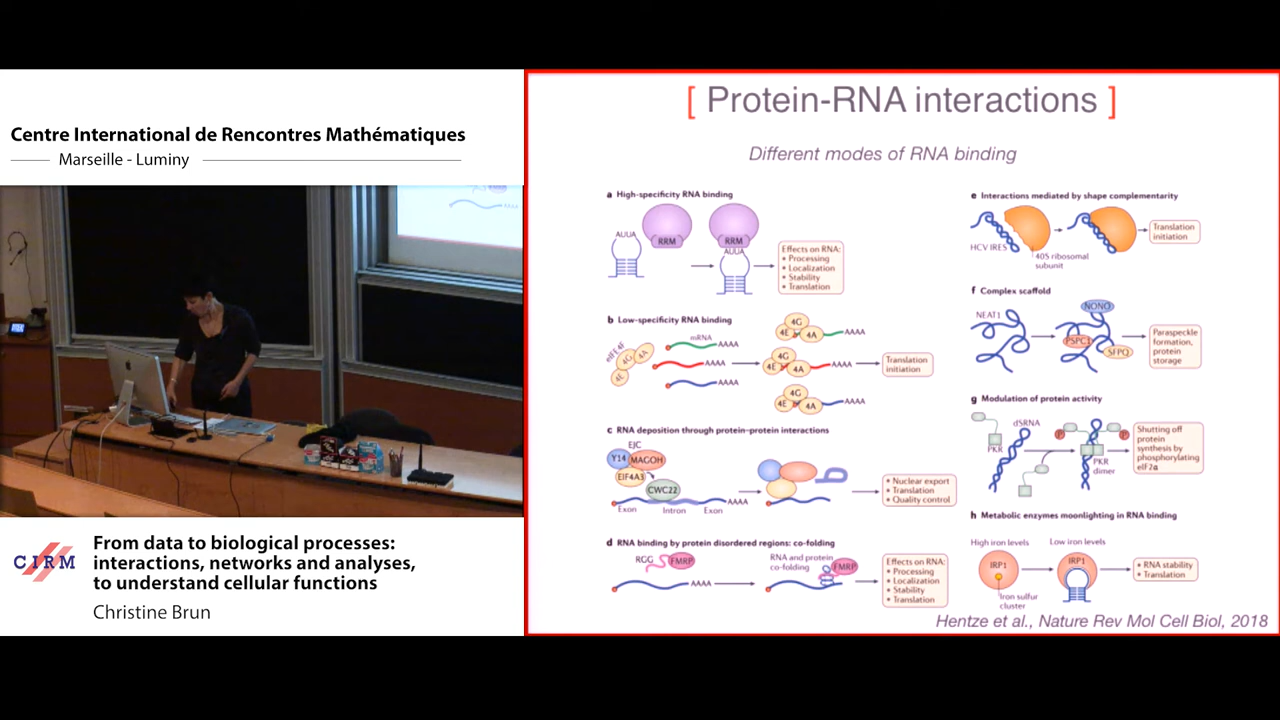 Centre International de Rencontres Mathématiques
Marseille - Luminy
CIRM
From data to biological processes:
interactions, networks and analyses,
to understand cellular functions
Christine Brun
[ Protein-RNA interactions ]
Different modes of RNA binding
a High-specificity RNA binding
AUUA
RRM
RRM
AUUA
Effects on RNA:
• Processing
• Localization
• Stability
• Translation
b Low-specificity RNA binding
eIF4F
4G
4A
4E
mRNA
AAAA
AAAA
AAAA
4G
4E
4A
AAAA
4G
4E
4A
AAAA
4G
4E
4A
AAAA
Translation
initiation
c RNA deposition through protein–protein interactions
EJC
Y14
MAGOH
EIF4A3
CWC22
AAAA
Exon
Intron
Exon
• Nuclear export
• Translation
• Quality control
d RNA binding by protein disordered regions: co-folding
RGG
FMRP
AAAA
RNA and protein
co-folding
FMRP
Effects on RNA:
• Processing
• Localization
• Stability
• Translation
e Interactions mediated by shape complementarity
HCV IRES
40S ribosomal
subunit
Translation
initiation
f Complex scaffold
NEAT1
NONO
PSPC1
SFPQ
Paraspeckle
formation,
protein
storage
g Modulation of protein activity
dSRNA
PKR
P
P
PKR
dimer
Shutting off
protein
synthesis by
phosphorylating
eIF2α
h Metabolic enzymes moonlighting in RNA binding
High iron levels
IRP1
Iron sulfur
cluster
Low iron levels
IRP1
• RNA stability
• Translation
Hentze et al., Nature Rev Mol Cell Biol, 2018